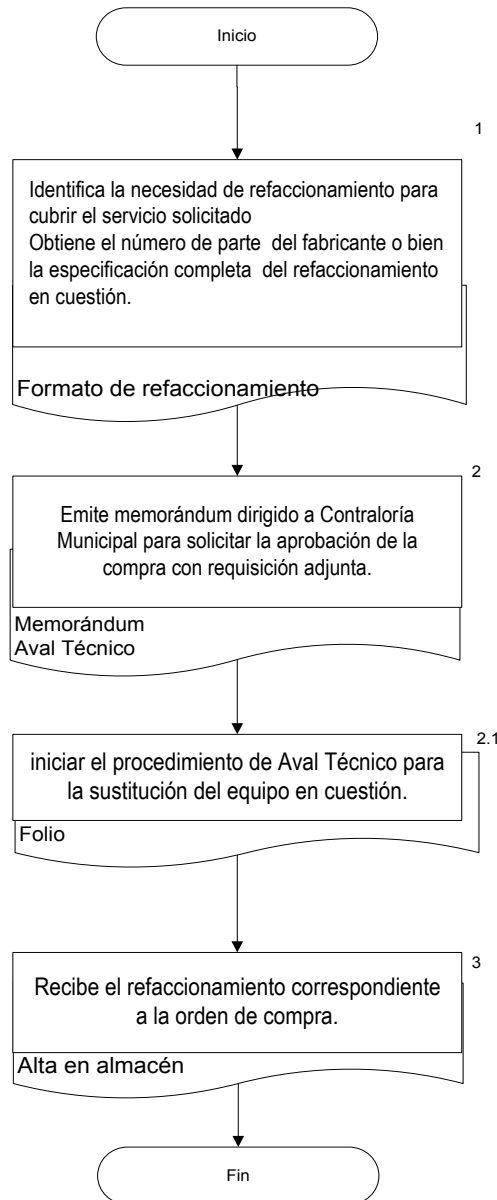 Inicio
1
Identifica la necesidad de refaccionamiento para
cubrir el servicio solicitado
Obtiene el número de parte del fabricante o bien
la especificación completa del refaccionamiento
en cuestión.
Formato de refaccionamiento
2
Emite memorándum dirigido a Contraloría
Municipal para solicitar la aprobación de la
compra con requisición adjunta.
Memorándum
Aval Técnico
2.1
iniciar el procedimiento de Aval Técnico para
la sustitución del equipo en cuestión.
Folio
3
Recibe el refaccionamiento correspondiente
a la orden de compra.
Alta en almacén
Fin